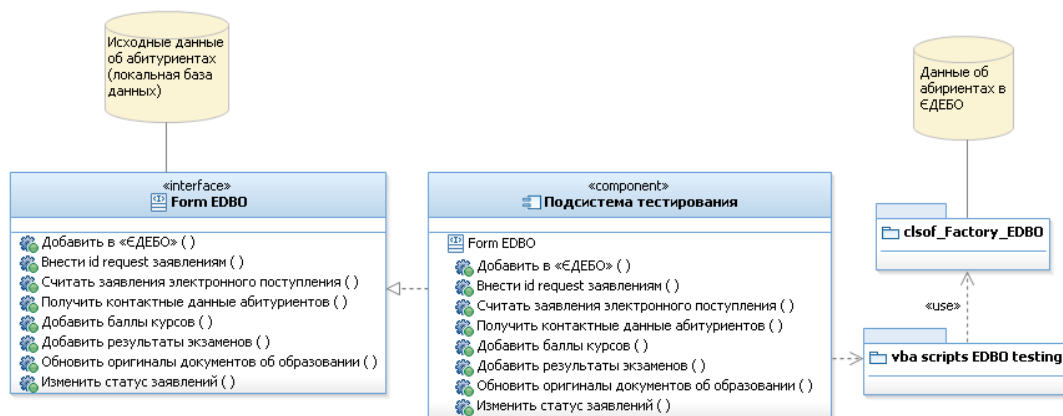 Исходные данные
об абитуриентах
(локальная база
данных)
Данные об
абириентах в
ЄДЕБО
«interface»
Form EDBO
Добавить в «ЄДЕБО» ( )
Внести id request заявлениям ( )
Считать заявления электронного поступления ( )
Получить контактные данные абитуриентов ( )
Добавить баллы курсов ( )
Добавить результаты экзаменов ( )
Обновить оригиналы документов об образовании ( )
Изменить статус заявлений ( )
«component»
Подсистема тестирования
Form EDBO
Добавить в «ЄДЕБО» ( )
Внести id request заявлениям ( )
Считать заявления электронного поступления ( )
Получить контактные данные абитуриентов ( )
Добавить баллы курсов ( )
Добавить результаты экзаменов ( )
Обновить оригиналы документов об образовании ( )
Изменить статус заявлений ( )
clsof_Factory_EDBO
«use»
vba scripts EDBO testing